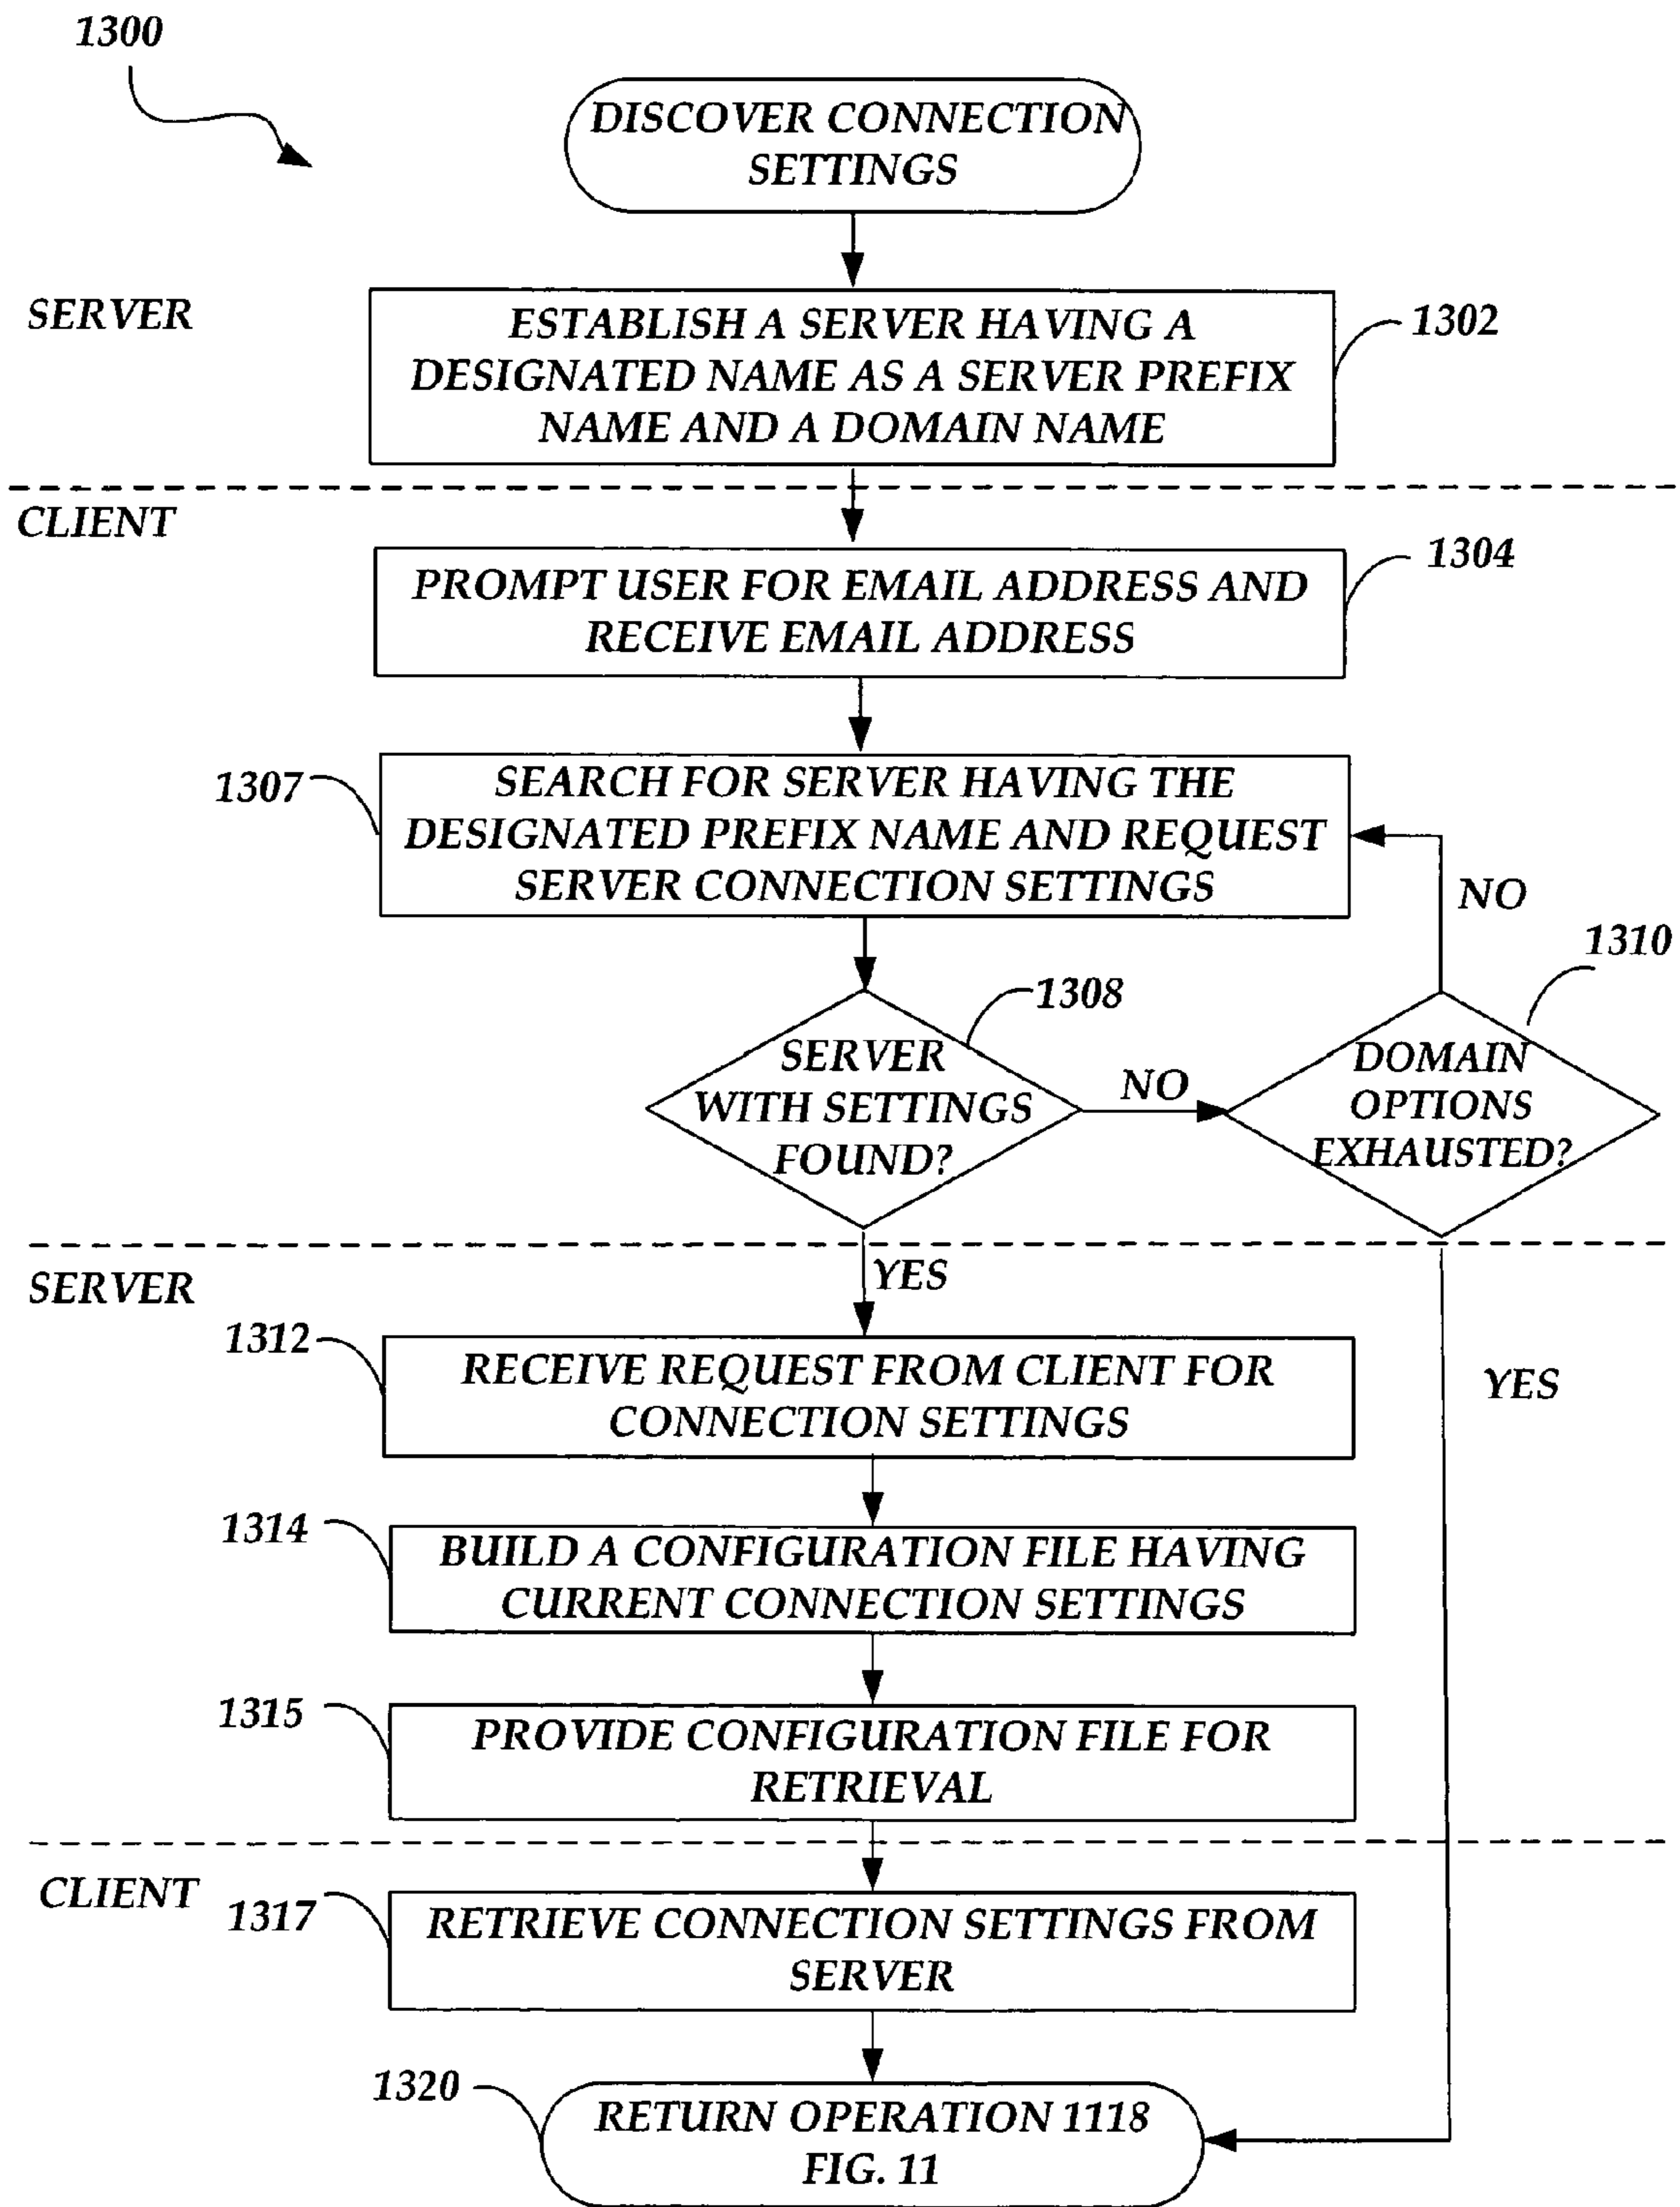 1300
DISCOVER CONNECTION
SETTINGS
SERVER
ESTABLISH A SERVER HAVING A
DESIGNATED NAME AS A SERVER PREFIX
NAME AND A DOMAIN NAME
1302
CLIENT
PROMPT USER FOR EMAIL ADDRESS AND
RECEIVE EMAIL ADDRESS
1304
1307
SEARCH FOR SERVER HAVING THE
DESIGNATED PREFIX NAME AND REQUEST
SERVER CONNECTION SETTINGS
NO
1308
1310
SERVER
WITH SETTINGS
FOUND?
NO
DOMAIN
OPTIONS
EXHAUSTED?
SERVER
YES
YES
1312
RECEIVE REQUEST FROM CLIENT FOR
CONNECTION SETTINGS
1314
BUILD A CONFIGURATION FILE HAVING
CURRENT CONNECTION SETTINGS
1315
PROVIDE CONFIGURATION FILE FOR
RETRIEVAL
CLIENT
1317
RETRIEVE CONNECTION SETTINGS FROM
SERVER
1320
RETURN OPERATION 1118
FIG. 11